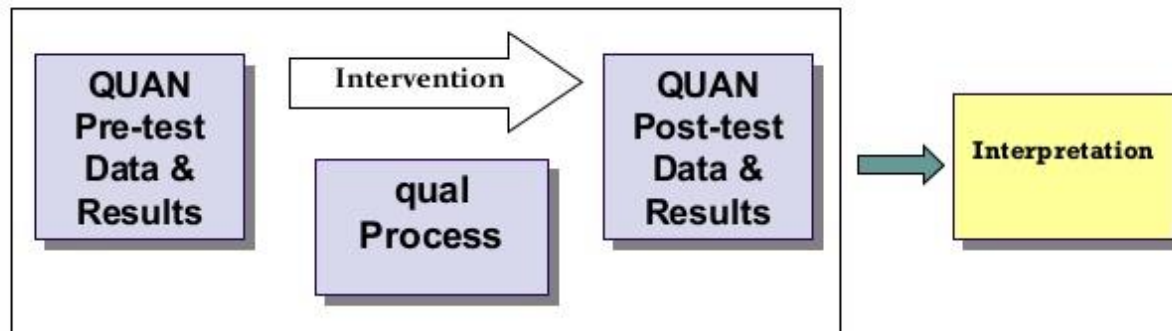 QUAN
Pre-test
Data &
Results
Intervention
qual
Process
QUAN
Post-test
Data &
Results
Interpretation